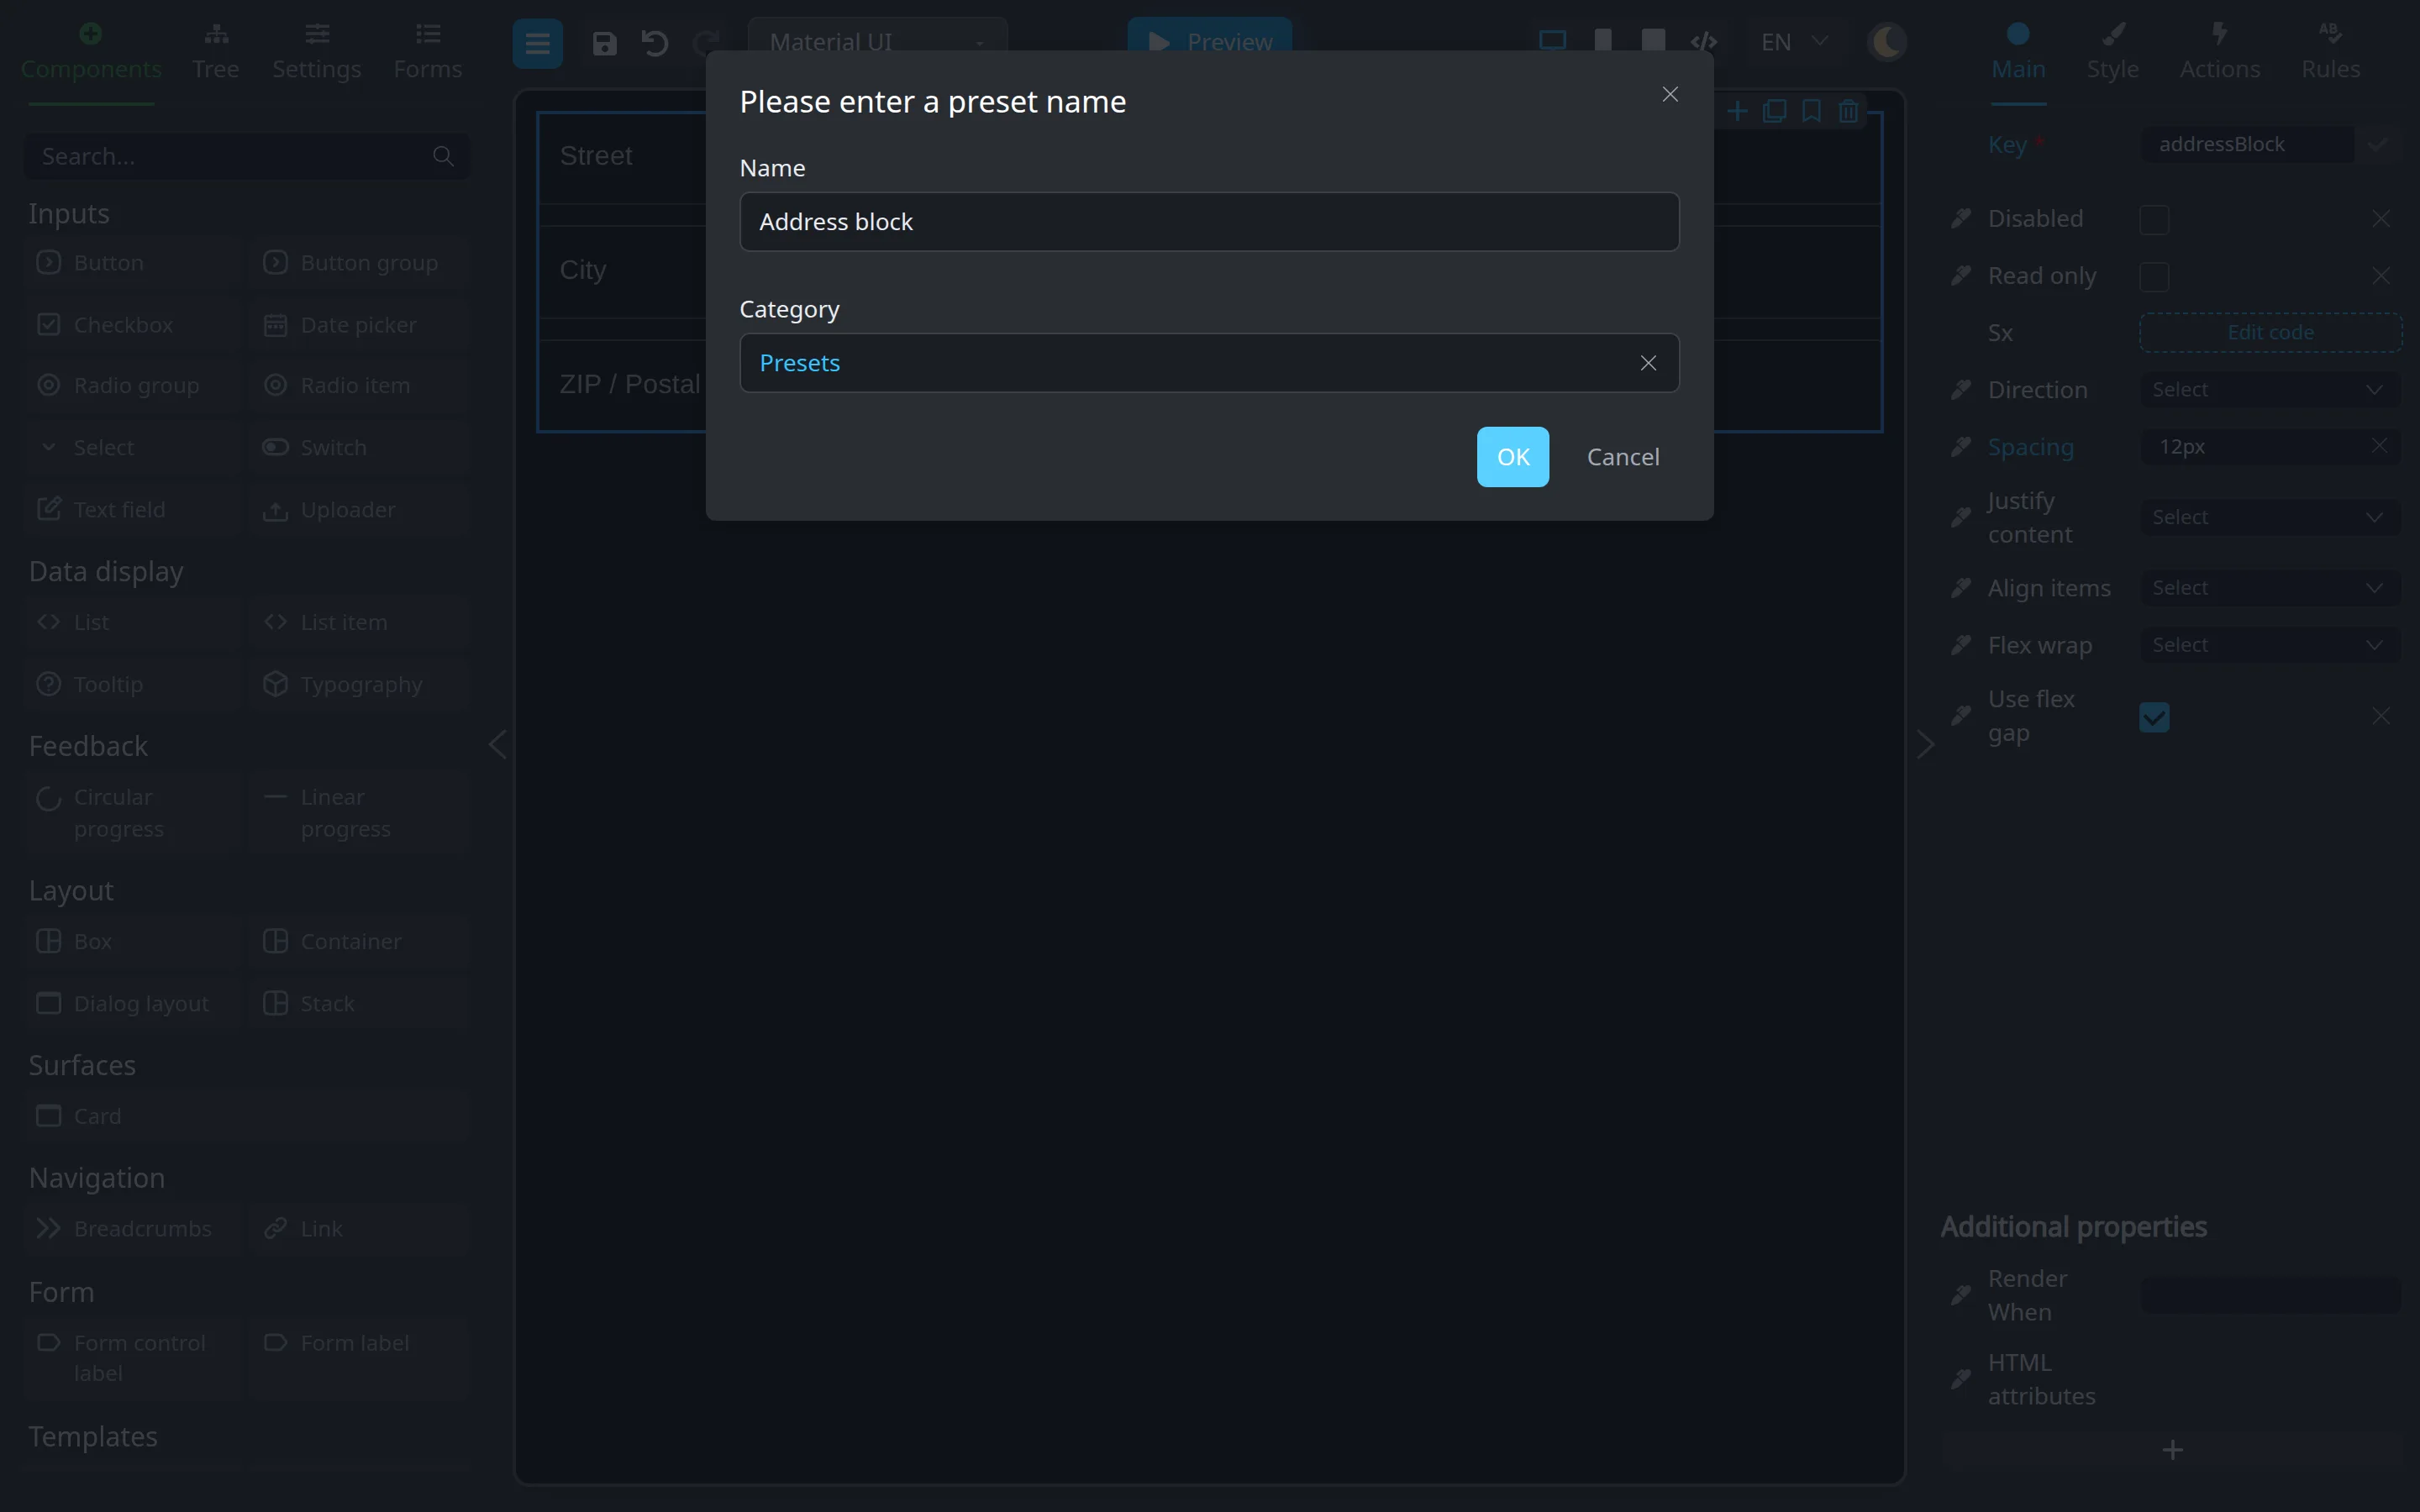 Components
Tree
Settings
Forms
Material UI
Preview
EN
Main
Style
Actions
Rules
Please enter a preset name
Name
Address block
Category
Presets
OK
Cancel
Search...
Inputs
Button
Button group
Checkbox
Date picker
Radio group
Radio item
Select
Switch
Text field
Uploader
Data display
List
List item
Tooltip
Typography
Feedback
Circular
progress
Linear
progress
Layout
Box
Container
Dialog layout
Stack
Surfaces
Card
Navigation
Breadcrumbs
Link
Form
Form control
label
Form label
Templates
Street
City
ZIP / Postal
Key *
addressBlock
Disabled
Read only
Sx
Edit code
Direction
Select
Spacing
12px
Justify
content
Select
Align items
Select
Flex wrap
Select
Use flex
gap
Additional properties
Render
When
HTML
attributes